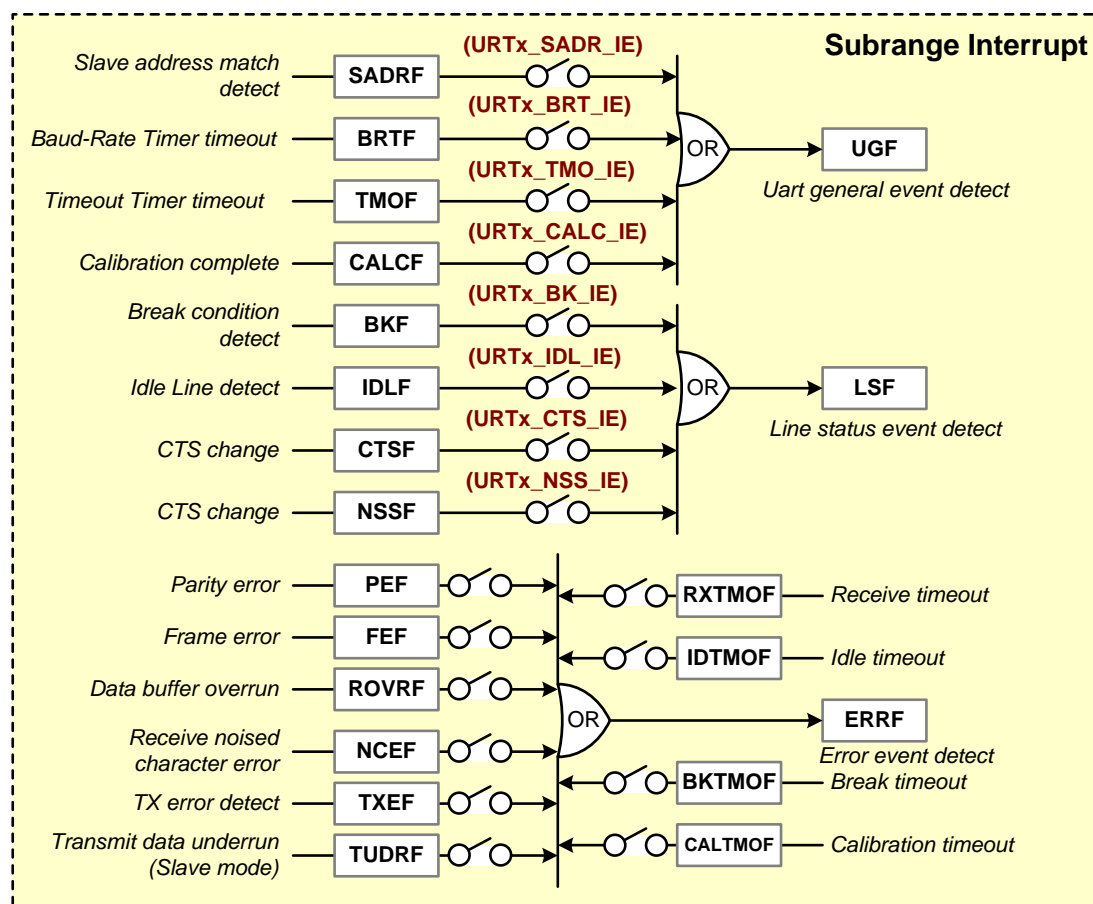 Subrange Interrupt
Slave address match
detect
SADRF
(URTx_SADR_IE)
Baud-Rate Timer timeout
BRTF
(URTx_BRT_IE)
OR
UGF
Uart general event detect
Timeout Timer timeout
TMOF
(URTx_TMO_IE)
Calibration complete
CALCF
(URTx_CALC_IE)
Break condition
detect
BKF
(URTx_BK_IE)
Idle Line detect
IDLF
(URTx_IDL_IE)
OR
LSF
Line status event detect
CTS change
CTSF
(URTx_CTS_IE)
CTS change
NSSF
(URTx_NSS_IE)
Parity error
PEF
RXTMOF
Receive timeout
Frame error
FEF
IDTMOF
Idle timeout
Data buffer overrun
ROVRF
OR
ERRF
Error event detect
Receive noised
character error
NCEF
BKTMOF
Break timeout
TX error detect
TXEF
Transmit data underrun
(Slave mode)
TUDRF
CALTMOF
Calibration timeout